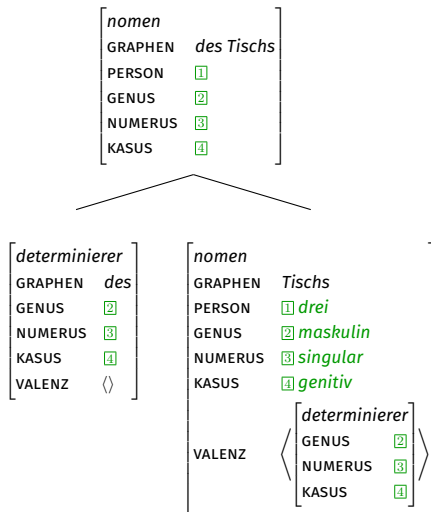 nomen
GRAPHEN des Tischs
PERSON 1
GENUS 2
NUMERUS 3
KASUS 4
determinierer
GRAPHEN des
GENUS 2
NUMERUS 3
KASUS 4
VALENZ ⟨⟩
nomen
GRAPHEN Tischs
PERSON 1 drei
GENUS 2 maskulin
NUMERUS 3 singular
KASUS 4 genitiv
VALENZ
determinierer
GENUS 2
NUMERUS 3
KASUS 4